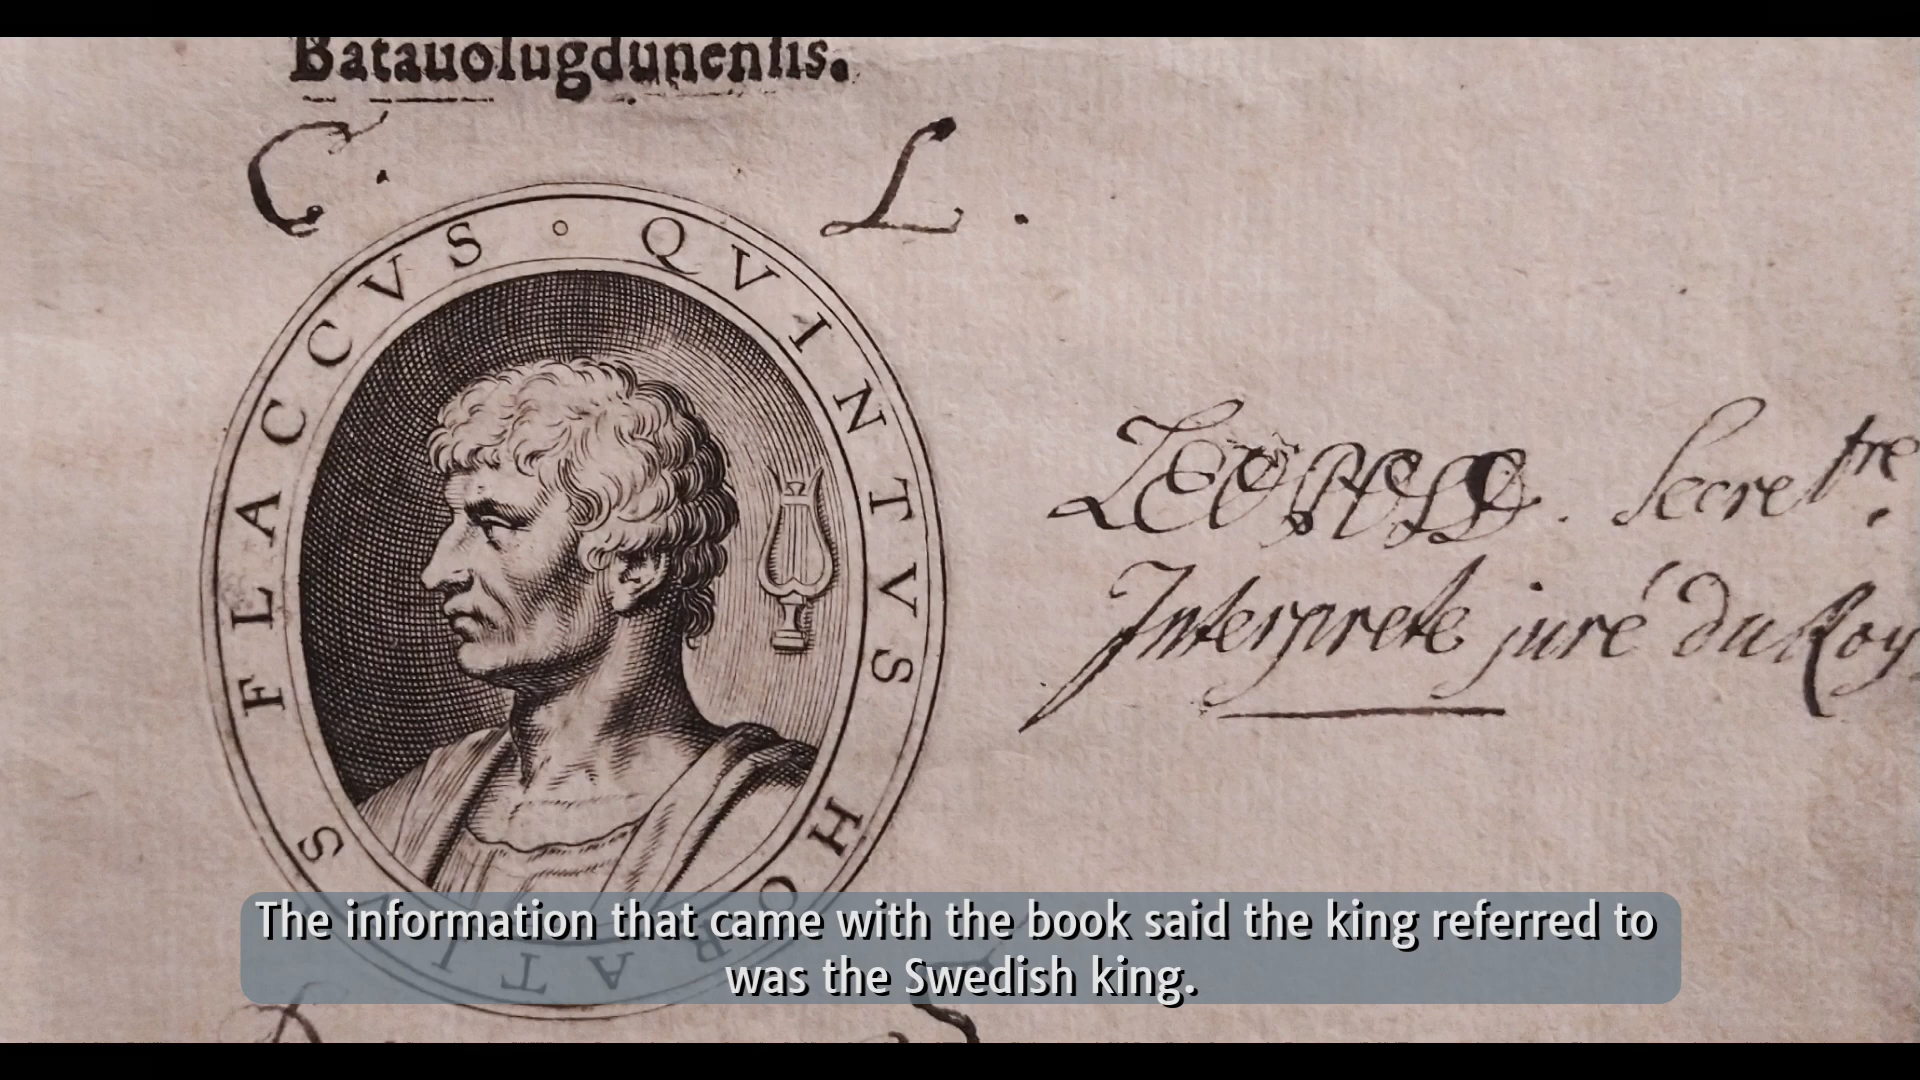 Batauolugdunensis.
C. L.
QVINTVS HORATIVS FLACCVS
Secret.tre
Interprete juré du Roy
The information that came with the book said the king referred to
was the Swedish king.